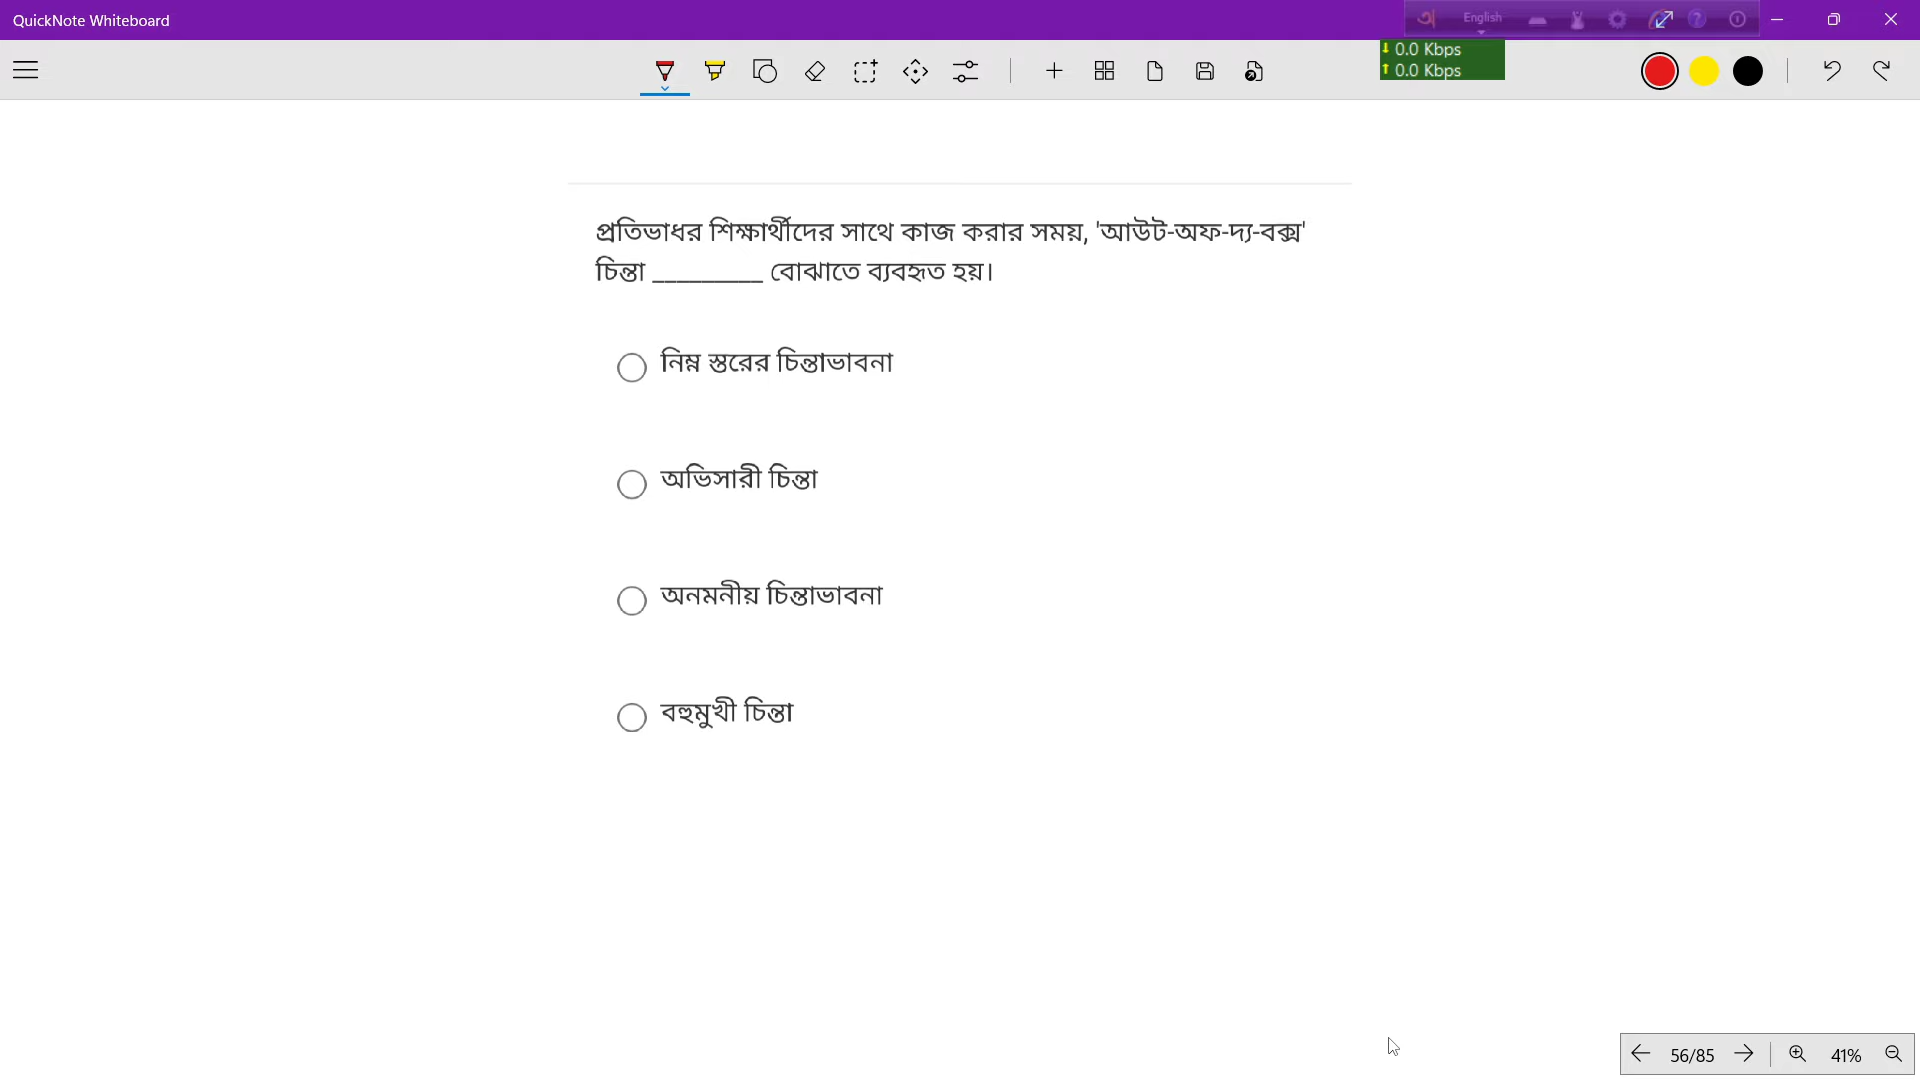 QuickNote Whiteboard
English
0.0 Kbps
0.0 Kbps
প্রতিভাধর শিক্ষার্থীদের সাথে কাজ করার সময়, 'আউট-অফ-দ্য-বক্স'
চিন্তা _________ বোঝাতে ব্যবহৃত হয়।
নিম্ন স্তরের চিন্তাভাবনা
অভিসারী চিন্তা
অনমনীয় চিন্তাভাবনা
বহুমুখী চিন্তা
56/85
41%